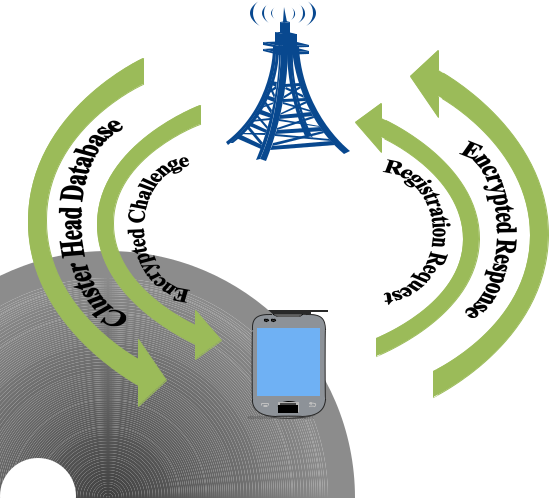 Cluster Head Database
Encrypted Challenge
Registration Request
Encrypted Response